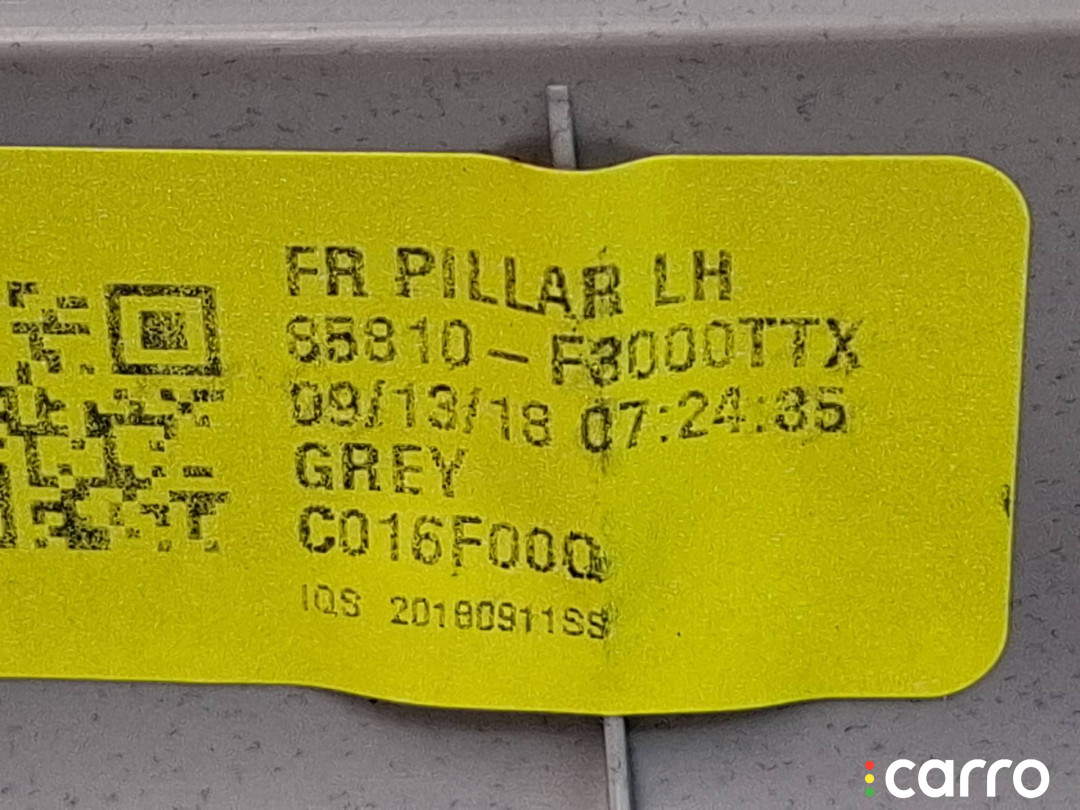 FR PILLAR LH
85810-F3000TTX
09/13/18 07:24:35
GREY
C016F000
IQS 20180911SS
carro